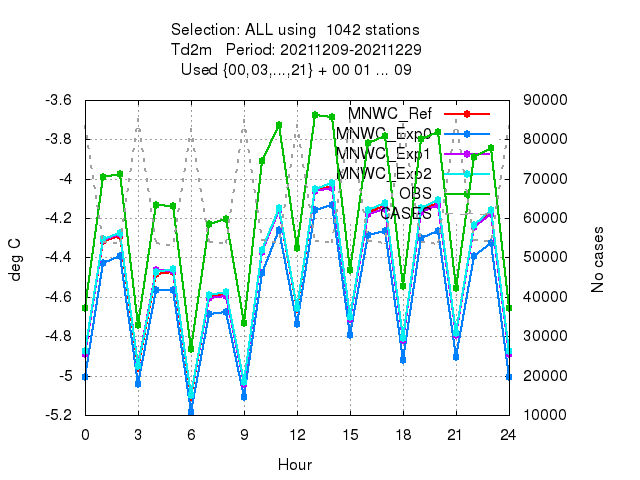 Selection: ALL using  1042 stations
Td2m   Period: 20211209-20211229
Used {00,03,...,21} + 00 01 ... 09
-3.6
-3.8
-4
-4.2
-4.4
-4.6
-4.8
-5
-5.2
90000
80000
70000
60000
50000
40000
30000
20000
10000
MNWC_Ref
MNWC_Exp0
MNWC_Exp1
MNWC_Exp2
OBS
CASES
deg C
No cases
0 3 6 9 12 15 18 21 24
Hour